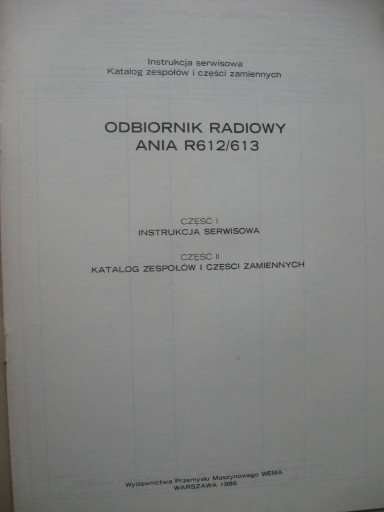 Instrukcja serwisowa
Katalog zespołów i części zamiennych
ODBIORNIK RADIOWY
ANIA R612/613
CZĘŚĆ I
INSTRUKCJA SERWISOWA
CZĘŚĆ II
KATALOG ZESPOŁÓW I CZĘŚCI ZAMIENNYCH
Wydawnictwa Przemysłu Maszynowego WEMA
WARSZAWA 1986